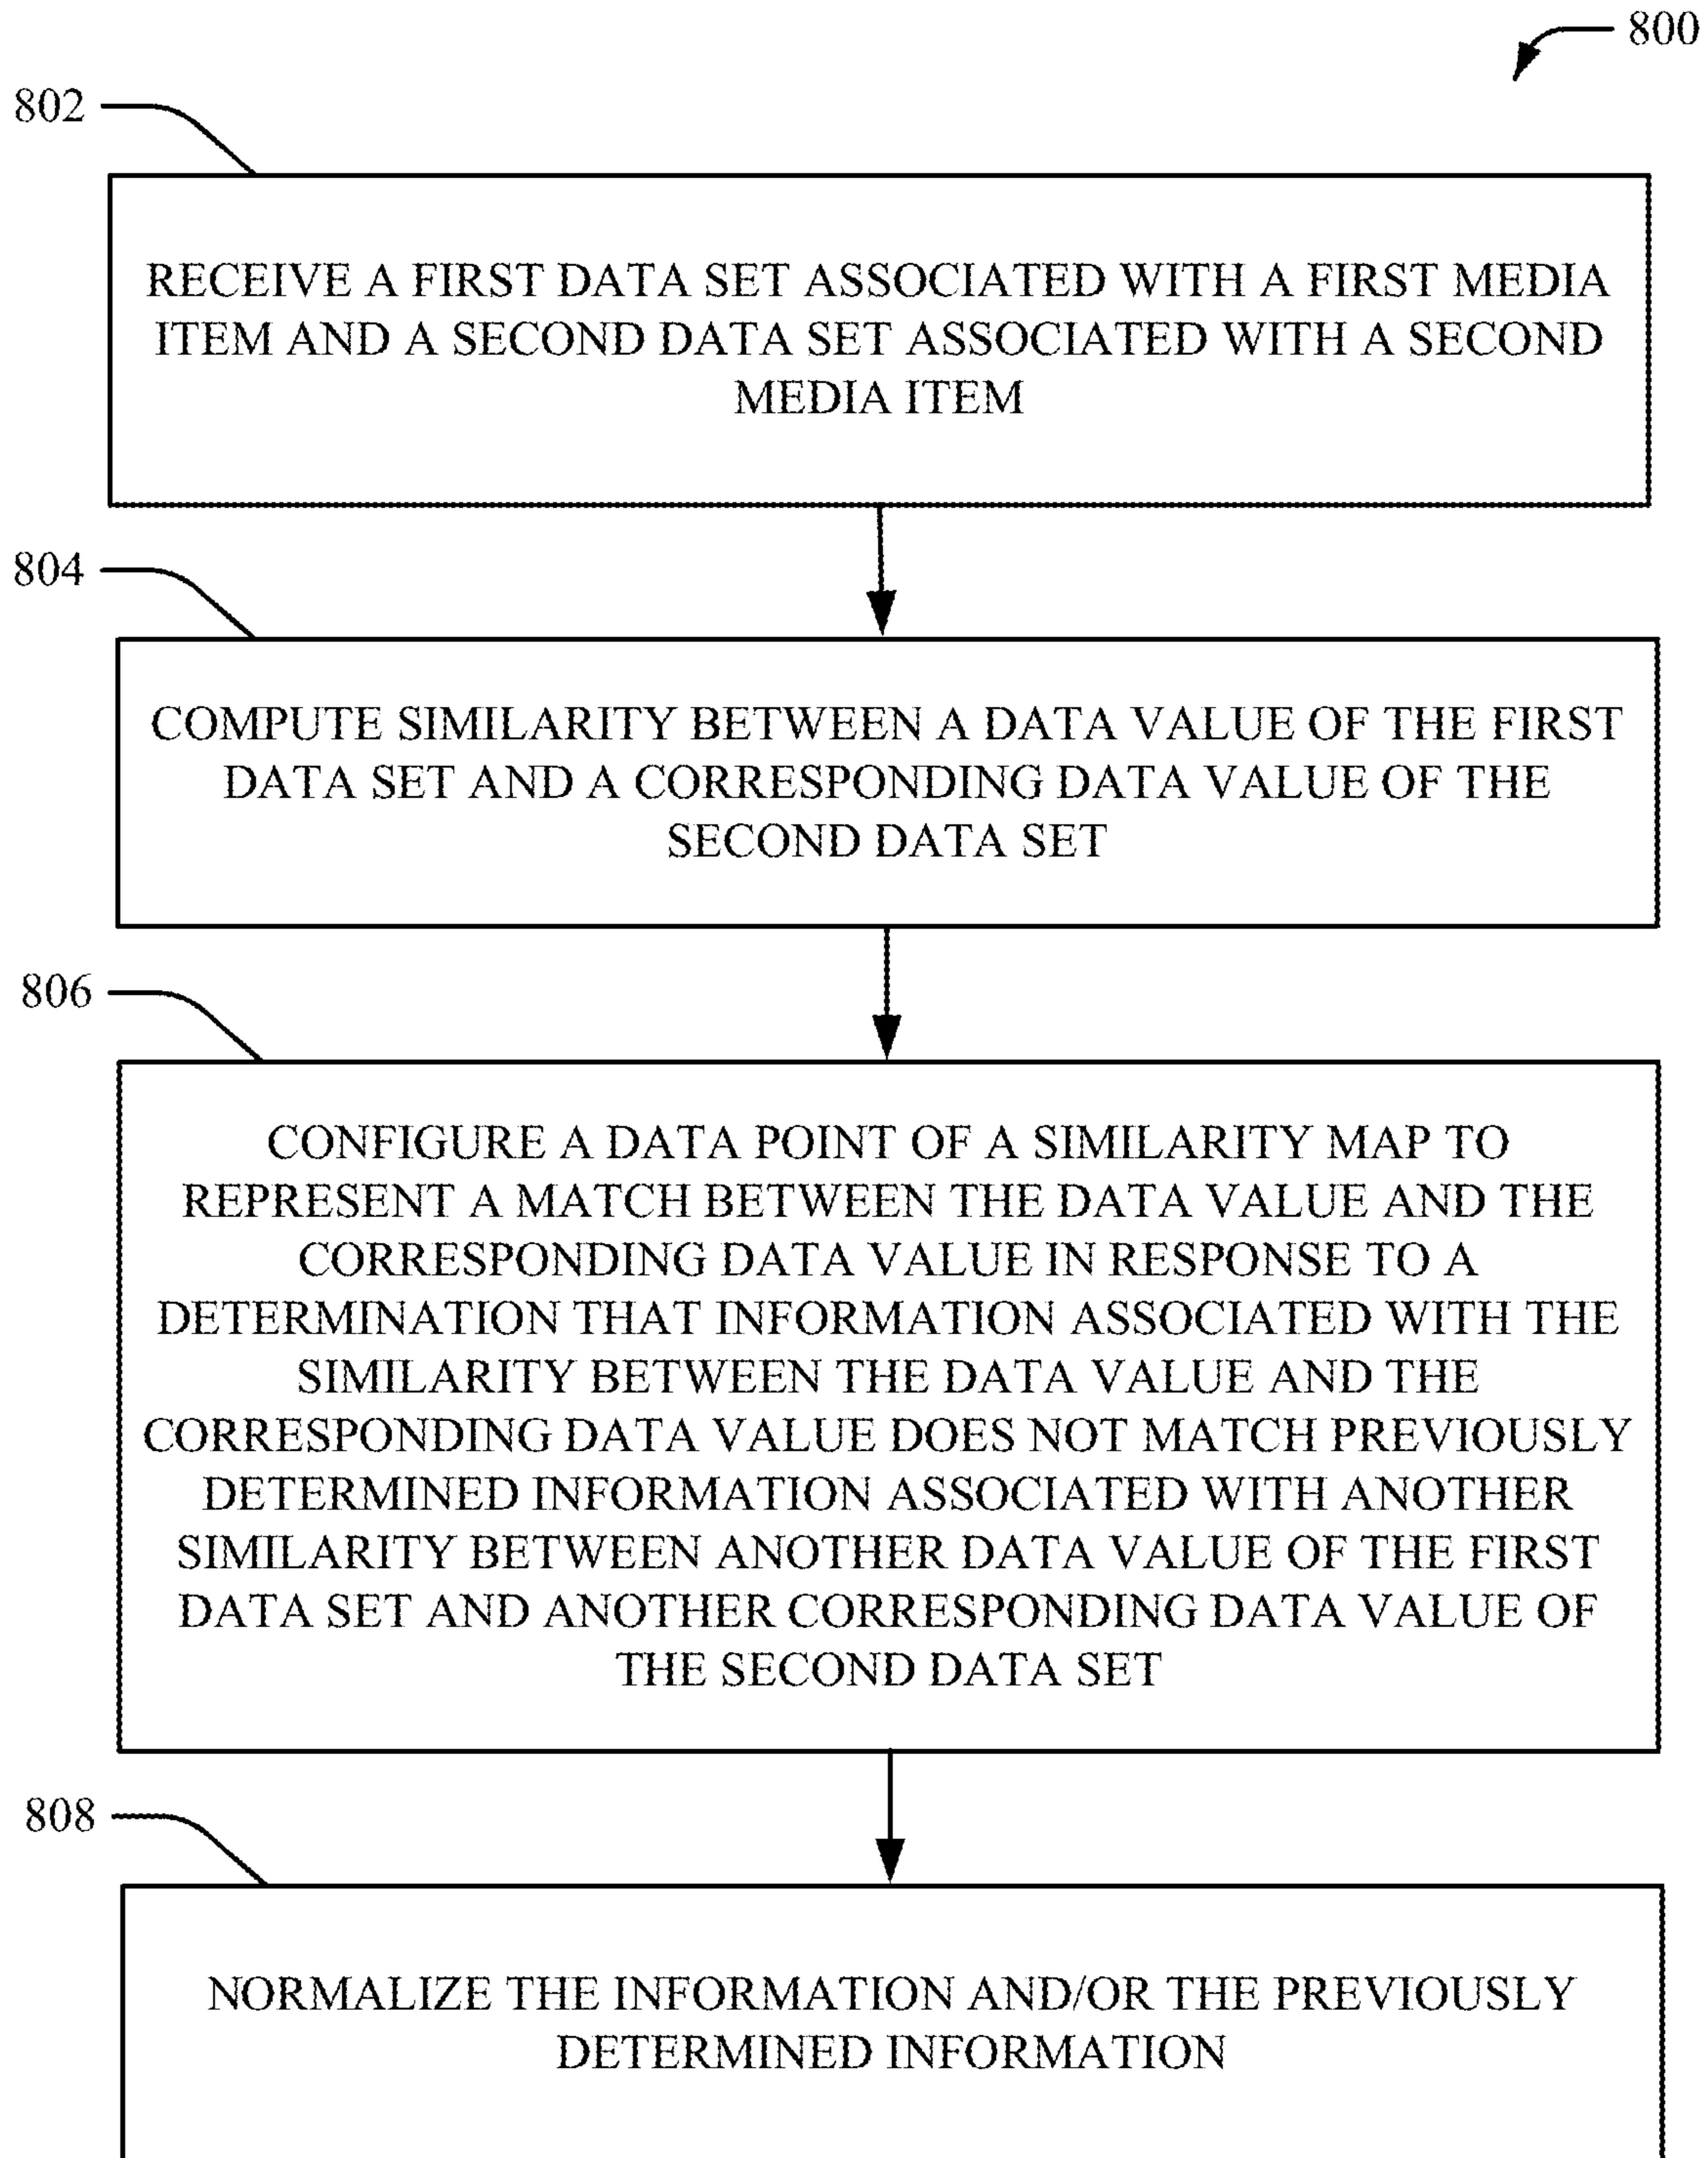 800
802
RECEIVE A FIRST DATA SET ASSOCIATED WITH A FIRST MEDIA
ITEM AND A SECOND DATA SET ASSOCIATED WITH A SECOND
MEDIA ITEM
804
COMPUTE SIMILARITY BETWEEN A DATA VALUE OF THE FIRST
DATA SET AND A CORRESPONDING DATA VALUE OF THE
SECOND DATA SET
806
CONFIGURE A DATA POINT OF A SIMILARITY MAP TO
REPRESENT A MATCH BETWEEN THE DATA VALUE AND THE
CORRESPONDING DATA VALUE IN RESPONSE TO A
DETERMINATION THAT INFORMATION ASSOCIATED WITH THE
SIMILARITY BETWEEN THE DATA VALUE AND THE
CORRESPONDING DATA VALUE DOES NOT MATCH PREVIOUSLY
DETERMINED INFORMATION ASSOCIATED WITH ANOTHER
SIMILARITY BETWEEN ANOTHER DATA VALUE OF THE FIRST
DATA SET AND ANOTHER CORRESPONDING DATA VALUE OF
THE SECOND DATA SET
808
NORMALIZE THE INFORMATION AND/OR THE PREVIOUSLY
DETERMINED INFORMATION